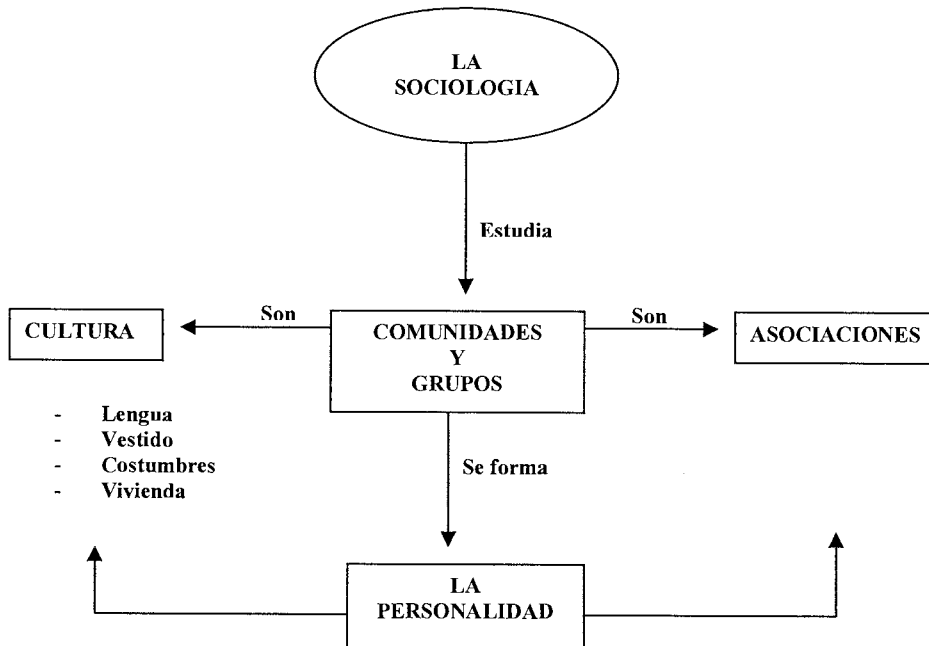 LA
SOCIOLOGIA
Estudia
Son
Son
CULTURA
COMUNIDADES
Y
GRUPOS
ASOCIACIONES
- Lengua
- Vestido
- Costumbres
- Vivienda
Se forma
LA
PERSONALIDAD